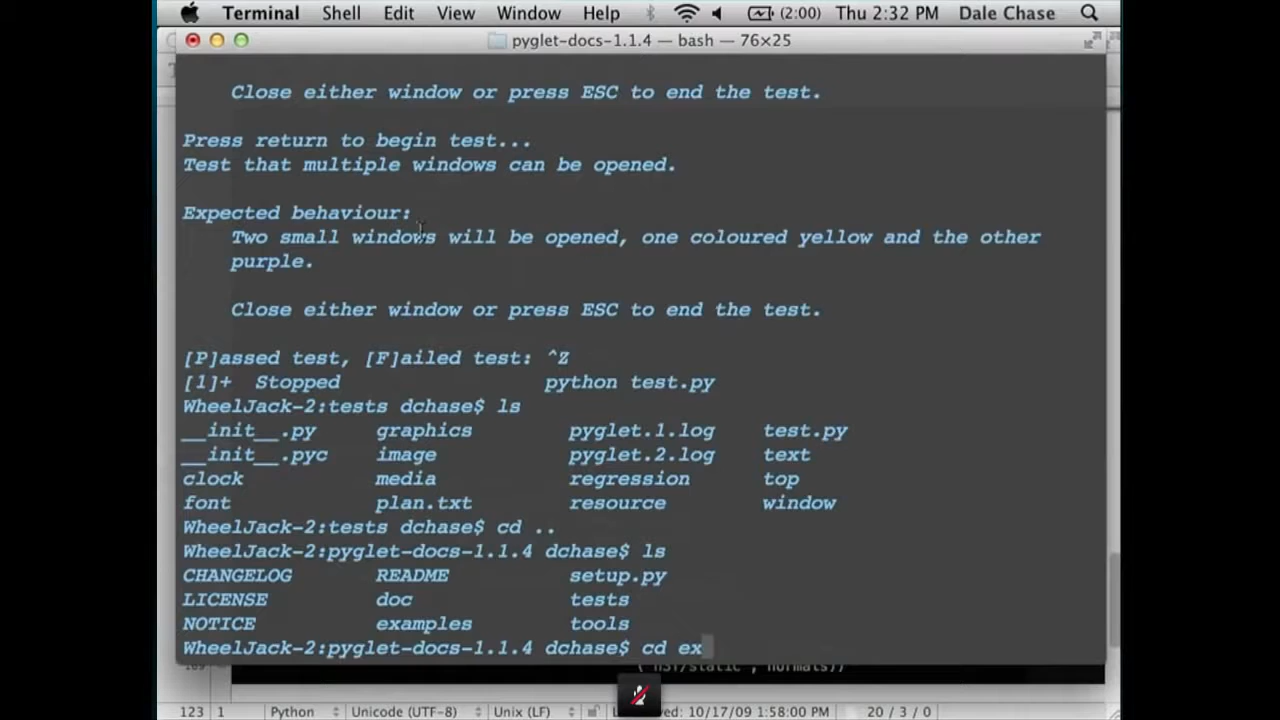 Terminal Shell Edit View Window Help (2:00) Thu 2:32 PM Dale Chase
pyglet-docs-1.1.4 — bash — 76×25
Close either window or press ESC to end the test.
Press return to begin test...
Test that multiple windows can be opened.
Expected behaviour:
Two small windows will be opened, one coloured yellow and the other
purple.
Close either window or press ESC to end the test.
[P]assed test, [F]ailed test: ^Z
[1]+  Stopped                 python test.py
WheelJack-2:tests dchase$ ls
__init__.py     graphics        pyglet.1.log    test.py
__init__.pyc    image           pyglet.2.log    text
clock           media           regression      top
font            plan.txt        resource        window
WheelJack-2:tests dchase$ cd ..
WheelJack-2:pyglet-docs-1.1.4 dchase$ ls
CHANGELOG       README          setup.py
LICENSE         doc             tests
NOTICE          examples        tools
WheelJack-2:pyglet-docs-1.1.4 dchase$ cd ex
123 1 Python Unicode (UTF-8) Unix (LF) 10/17/09 1:58:00 PM 20 / 3 / 0